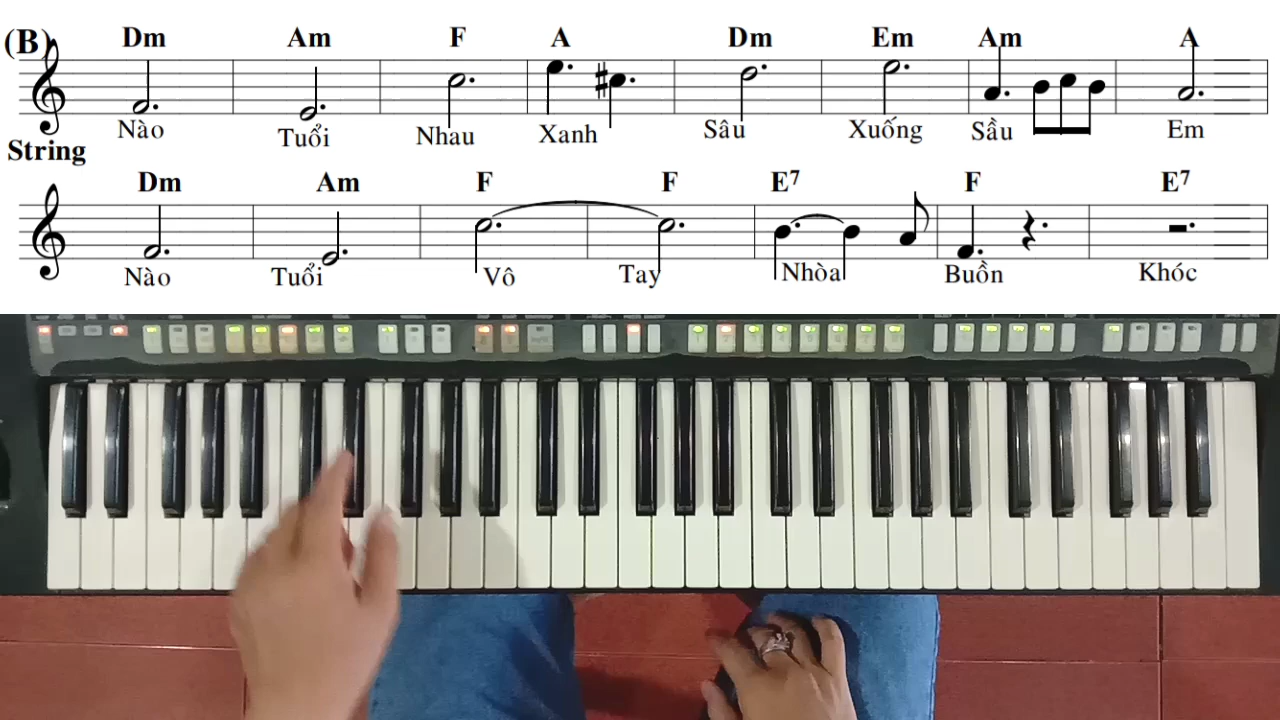 (B) Dm Am F A Dm Em Am A
Nào Tuổi Nhau Xanh Sâu Xuống Sầu Em
String
Dm Am F F E7 F E7
Nào Tuổi Vô Tay Nhòa Buồn Khóc